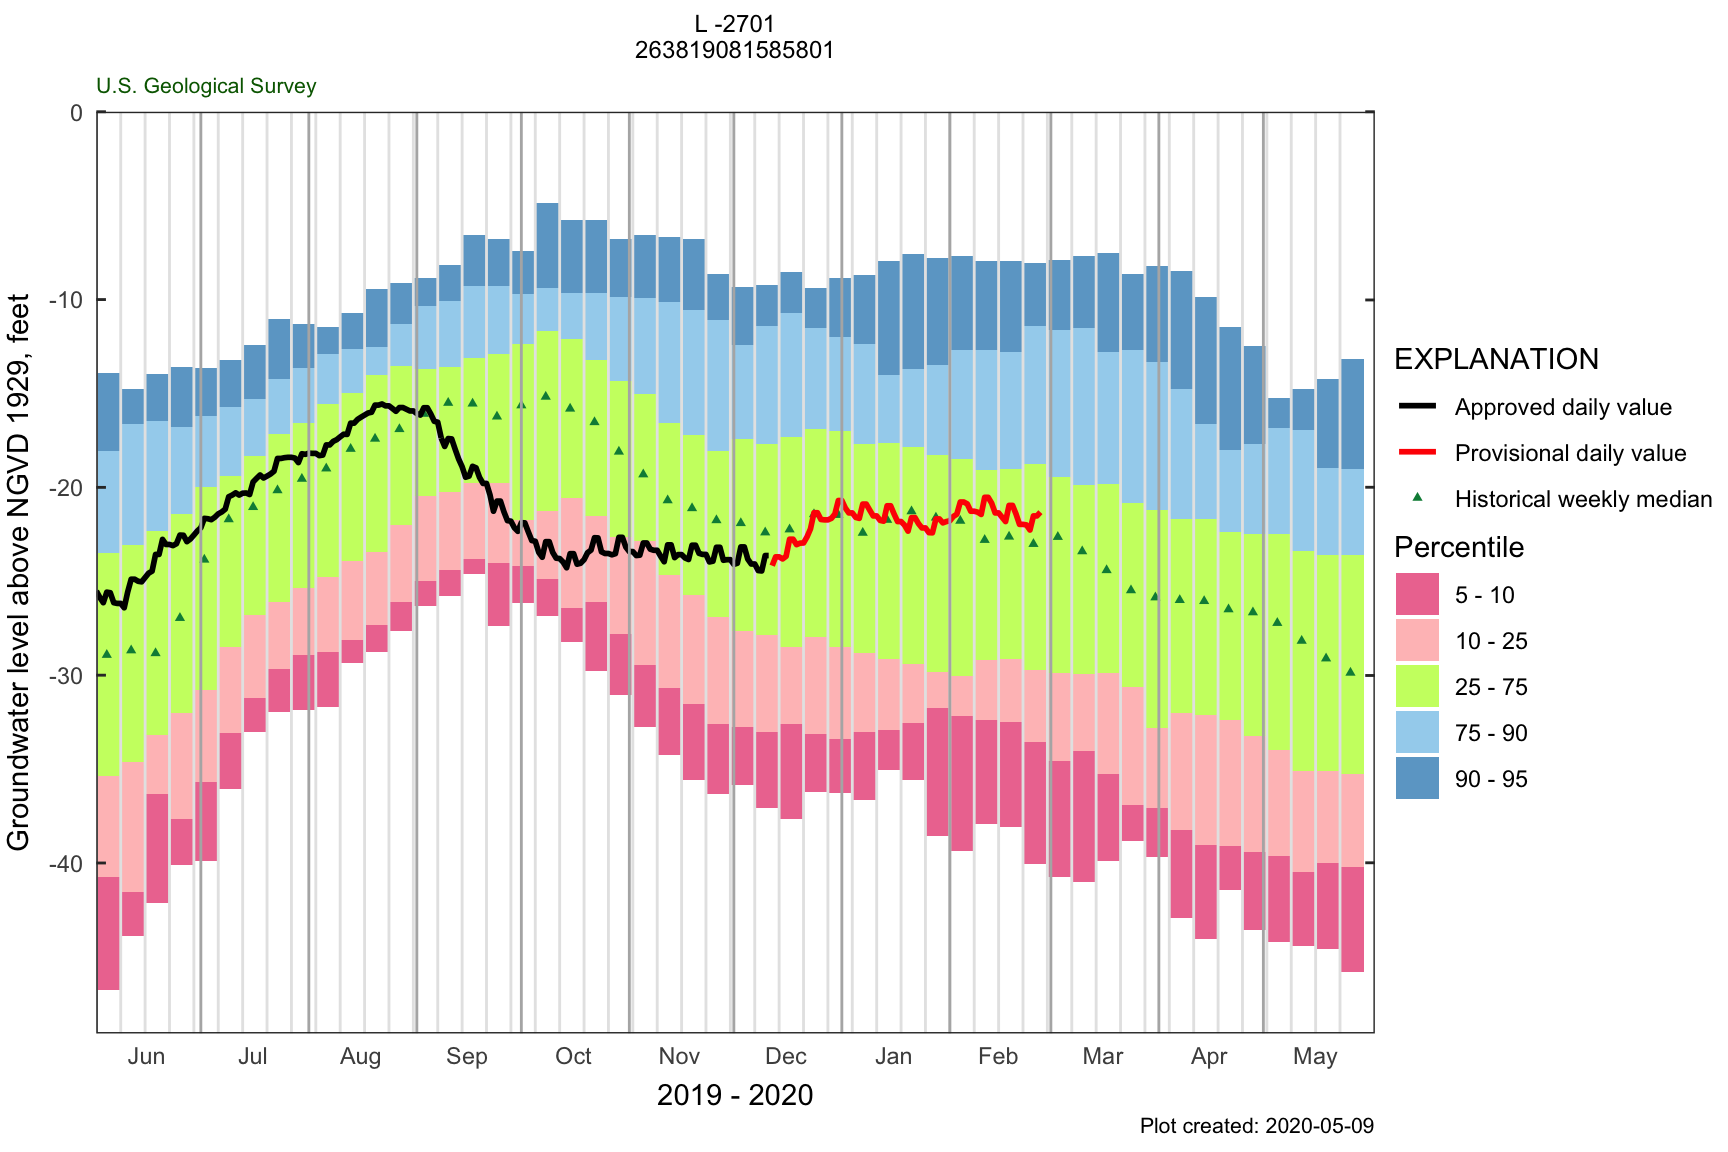 L -2701
263819081585801
U.S. Geological Survey
Groundwater level above NGVD 1929, feet
0
-10
-20
-30
-40
Jun Jul Aug Sep Oct Nov Dec Jan Feb Mar Apr May
2019 - 2020
EXPLANATION
Approved daily value
Provisional daily value
Historical weekly median
Percentile
5 - 10
10 - 25
25 - 75
75 - 90
90 - 95
Plot created: 2020-05-09